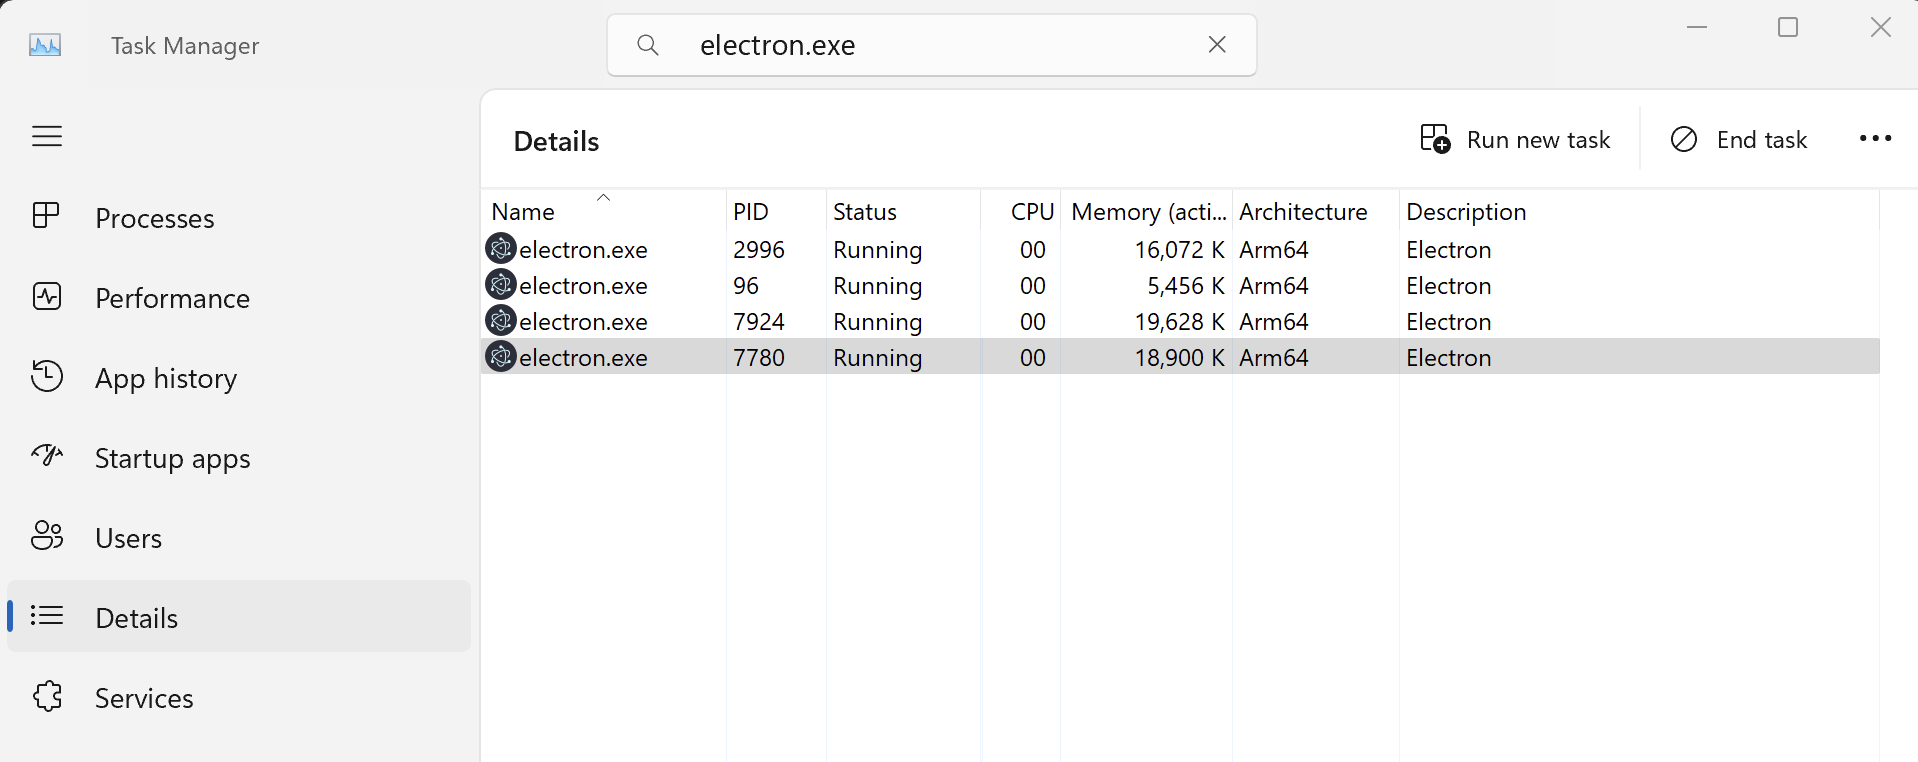 Task Manager
electron.exe
Details
Run new task
End task
Processes
Performance
App history
Startup apps
Users
Details
Services
Name PID Status CPU Memory (acti... Architecture Description
electron.exe 2996 Running 00 16,072 K Arm64 Electron
electron.exe 96 Running 00 5,456 K Arm64 Electron
electron.exe 7924 Running 00 19,628 K Arm64 Electron
electron.exe 7780 Running 00 18,900 K Arm64 Electron